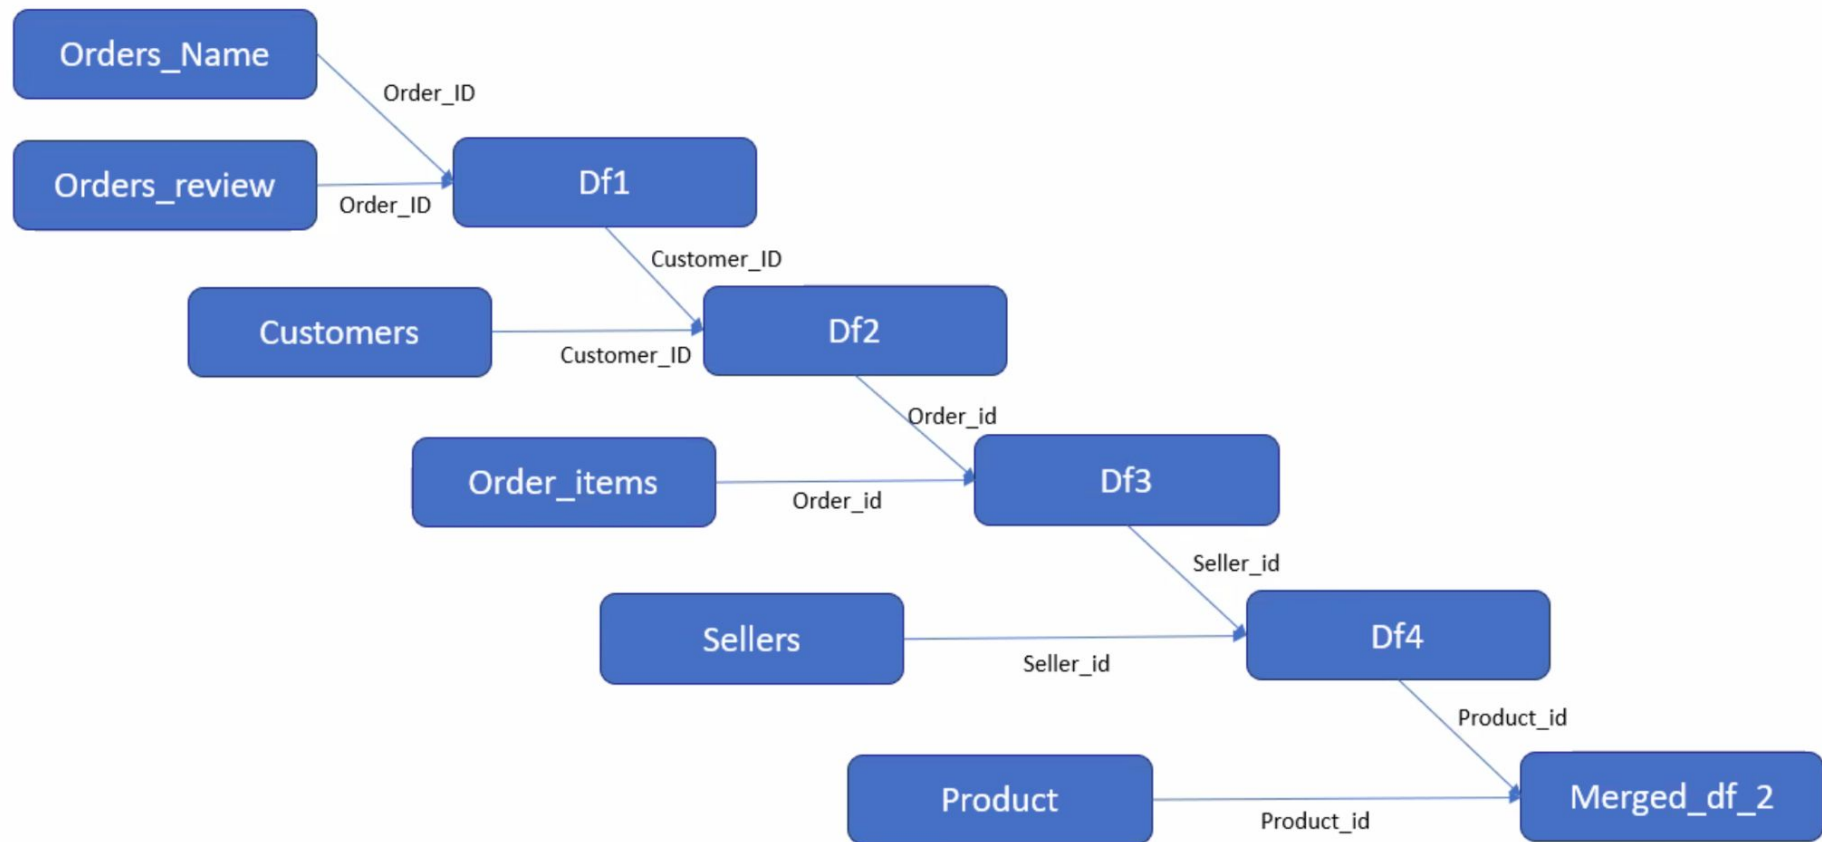 Orders_Name
Order_ID
Orders_review
Order_ID
Df1
Customer_ID
Customers
Customer_ID
Df2
Order_id
Order_items
Order_id
Df3
Seller_id
Sellers
Seller_id
Df4
Product_id
Product
Product_id
Merged_df_2